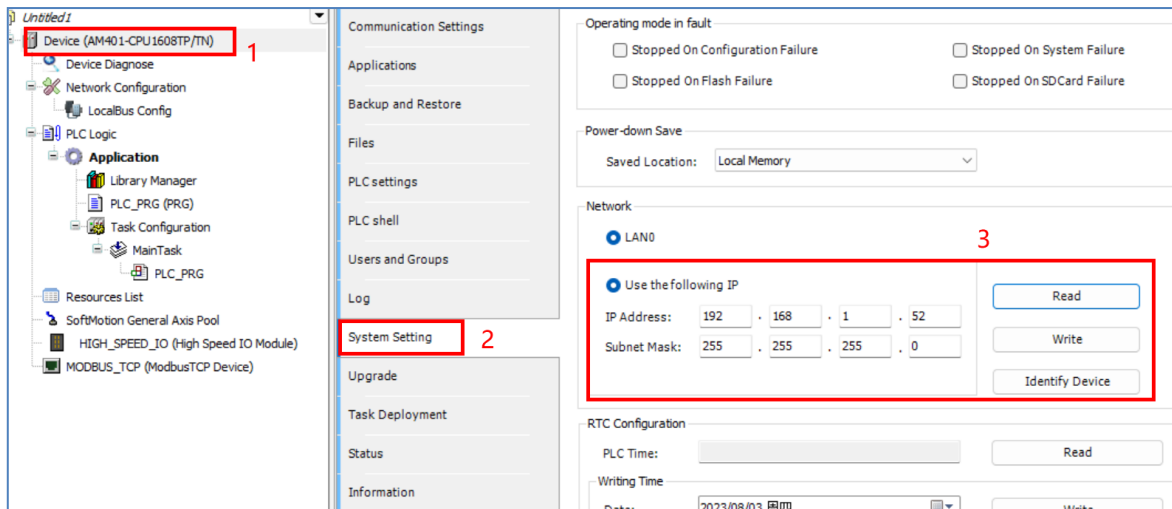 Untitled1
Device (AM401-CPU1608TP/TN)
1
Device Diagnose
Network Configuration
LocalBus Config
PLC Logic
Application
Library Manager
PLC_PRG (PRG)
Task Configuration
MainTask
PLC_PRG
Resources List
SoftMotion General Axis Pool
HIGH_SPEED_IO (High Speed IO Module)
MODBUS_TCP (ModbusTCP Device)
Communication Settings
Applications
Backup and Restore
Files
PLC settings
PLC shell
Users and Groups
Log
System Setting
2
Upgrade
Task Deployment
Status
Information
Operating mode in fault
Stopped On Configuration Failure Stopped On System Failure
Stopped On Flash Failure Stopped On SDCard Failure
Power-down Save
Saved Location: Local Memory
Network
LAN0
3
Use the following IP
IP Address: 192 . 168 . 1 . 52
Subnet Mask: 255 . 255 . 255 . 0
Read
Write
Identify Device
RTC Configuration
PLC Time: Read
Writing Time
Date: 2023/08/03 周四 Write